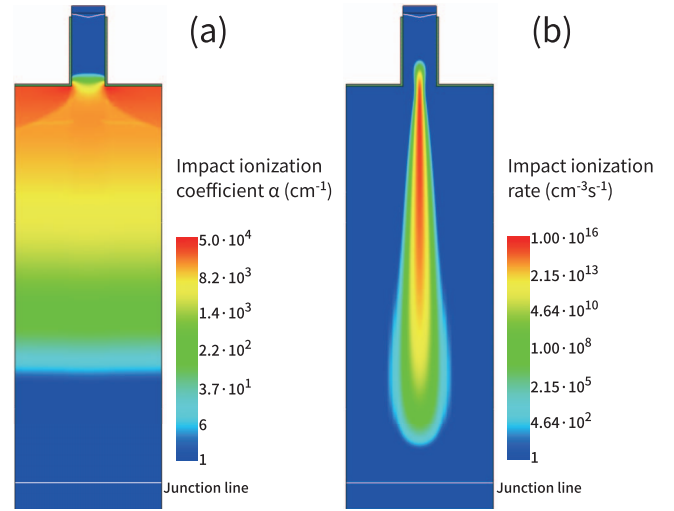 (a)
Impact ionization
coefficient α (cm⁻¹)
5.0·10⁴
8.2·10³
1.4·10³
2.2·10²
3.7·10¹
6
1
Junction line
(b)
Impact ionization
rate (cm⁻³s⁻¹)
1.00·10¹⁶
2.15·10¹³
4.64·10¹⁰
1.00·10⁸
2.15·10⁵
4.64·10²
1
Junction line